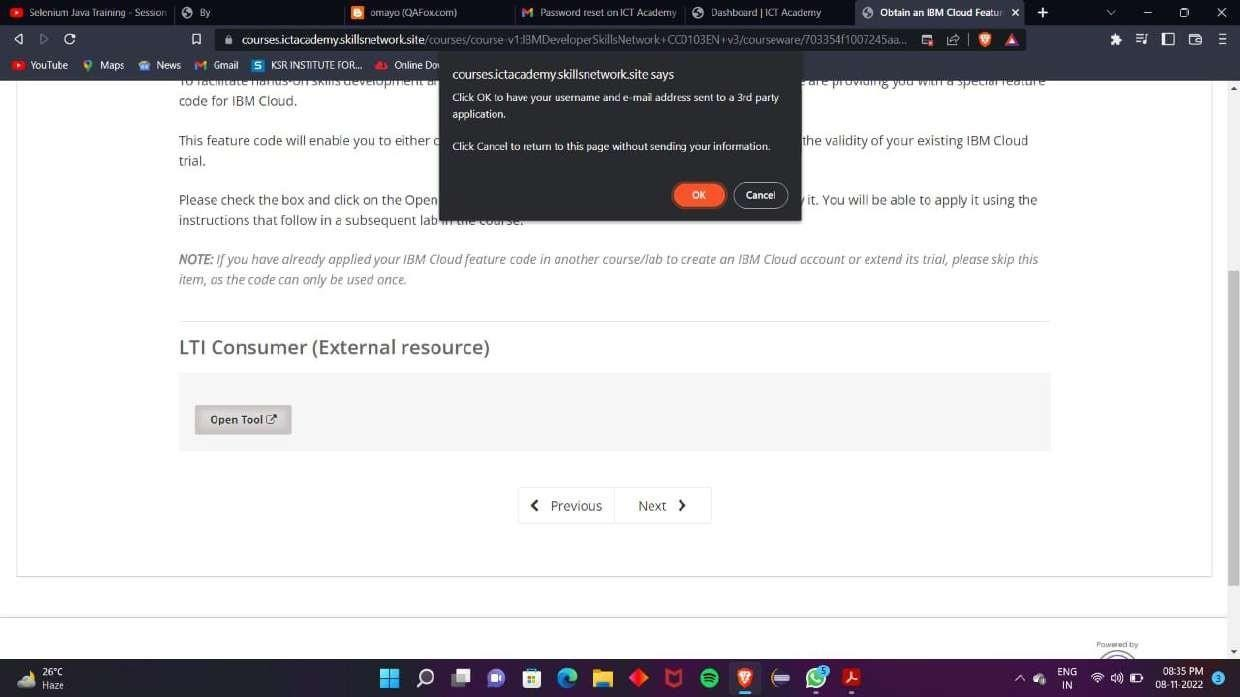 Selenium Java Training - Session
By
omayo (QAFox.com)
Password reset on ICT Academy
Dashboard | ICT Academy
Obtain an IBM Cloud Featur
courses.ictacademy.skillsnetwork.site/courses/course-v1:IBMDeveloperSkillsNetwork+CC0103EN+v3/courseware/703354f1007245aa...
YouTube
Maps
News
Gmail
KSR INSTITUTE FOR...
Online Do
courses.ictacademy.skillsnetwork.site says
Click OK to have your username and e-mail address sent to a 3rd party
application.
Click Cancel to return to this page without sending your information.
OK
Cancel
To facilitate hands-on skills development a
are providing you with a special feature
code for IBM Cloud.
This feature code will enable you to either
the validity of your existing IBM Cloud
trial.
Please check the box and click on the Open
it. You will be able to apply it using the
instructions that follow in a subsequent lab in the course.
NOTE: If you have already applied your IBM Cloud feature code in another course/lab to create an IBM Cloud account or extend its trial, please skip this
item, as the code can only be used once.
LTI Consumer (External resource)
Open Tool
Previous
Next
Powered by
26°C
Haze
5
ENG
IN
08:35 PM
08-11-2022
3